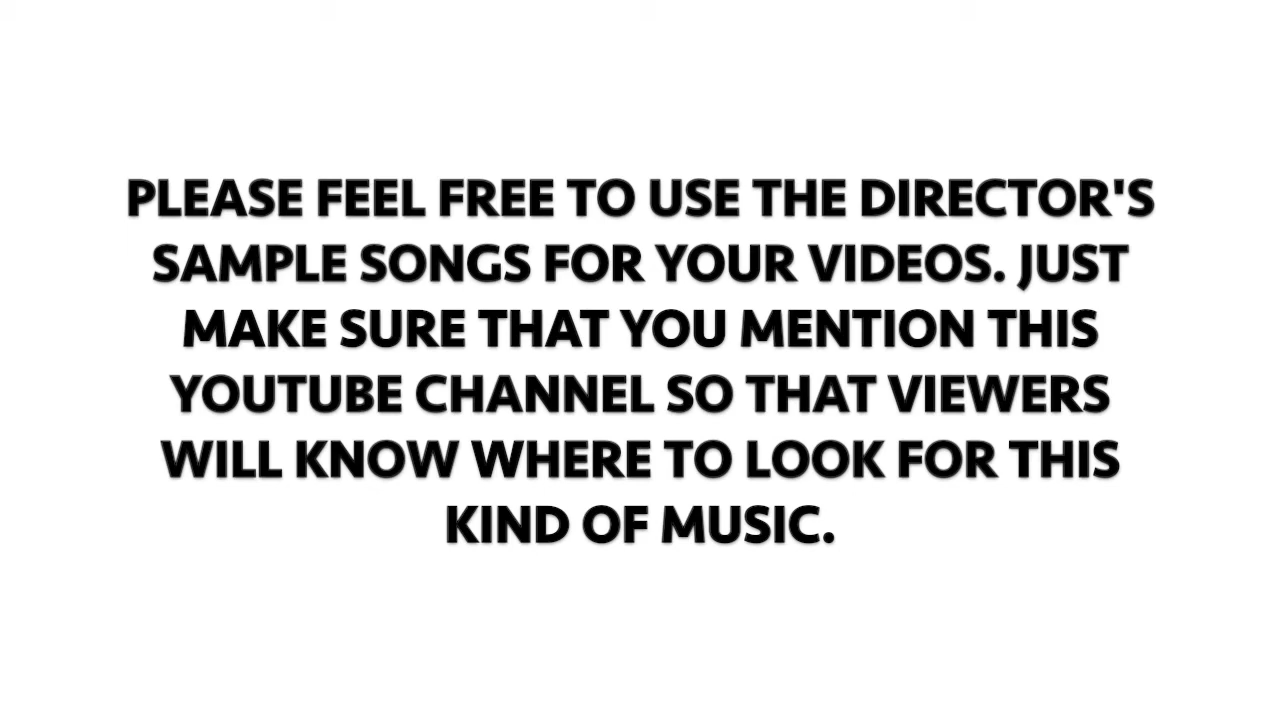 PLEASE FEEL FREE TO USE THE DIRECTOR'S
SAMPLE SONGS FOR YOUR VIDEOS. JUST
MAKE SURE THAT YOU MENTION THIS
YOUTUBE CHANNEL SO THAT VIEWERS
WILL KNOW WHERE TO LOOK FOR THIS
KIND OF MUSIC.